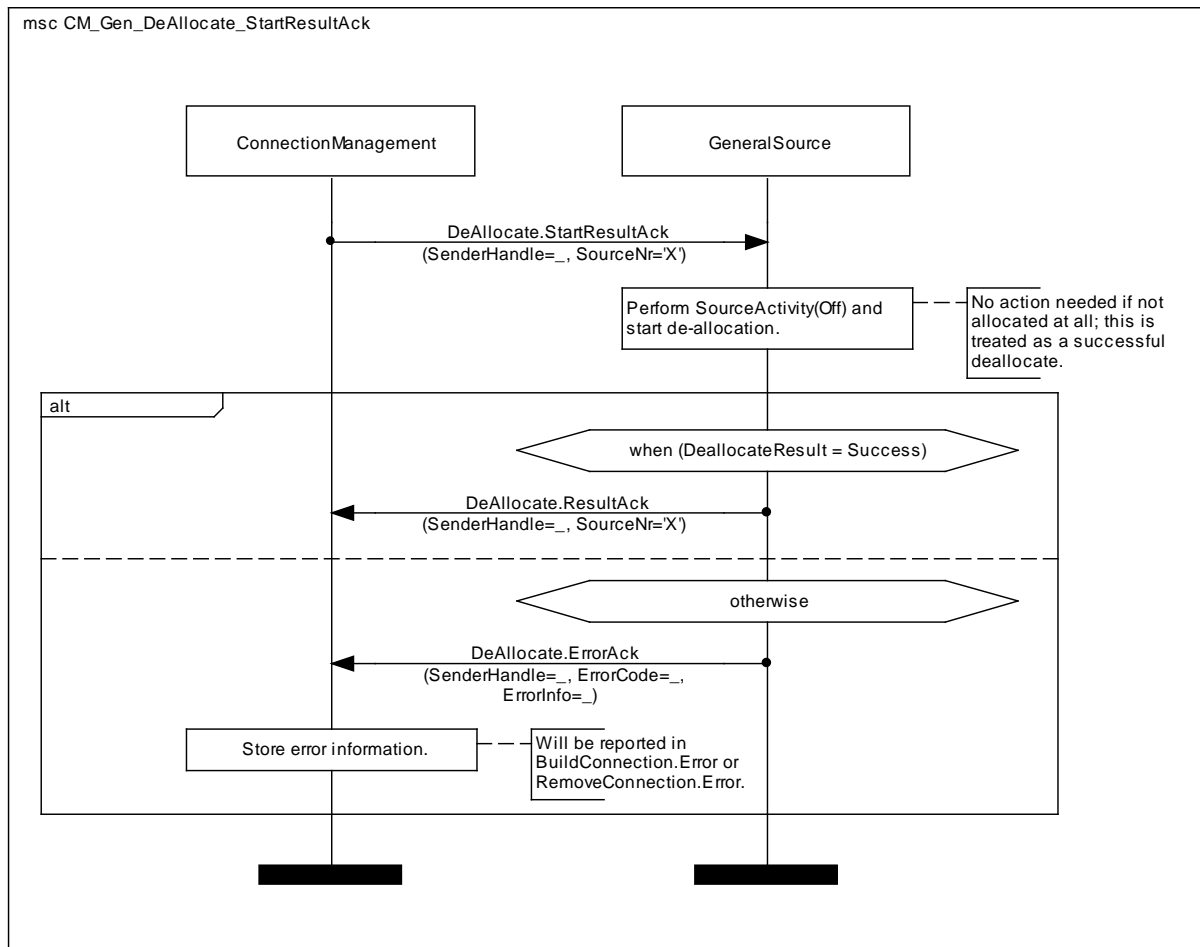 msc CM_Gen_DeAllocate_StartResultAck
ConnectionManagement
GeneralSource
DeAllocate.StartResultAck
(SenderHandle=_, SourceNr='X')
Perform SourceActivity(Off) and
start de-allocation.
No action needed if not
allocated at all; this is
treated as a successful
deallocate.
alt
when (DeallocateResult = Success)
DeAllocate.ResultAck
(SenderHandle=_, SourceNr='X')
otherwise
DeAllocate.ErrorAck
(SenderHandle=_, ErrorCode=_,
ErrorInfo=_)
Store error information.
Will be reported in
BuildConnection.Error or
RemoveConnection.Error.